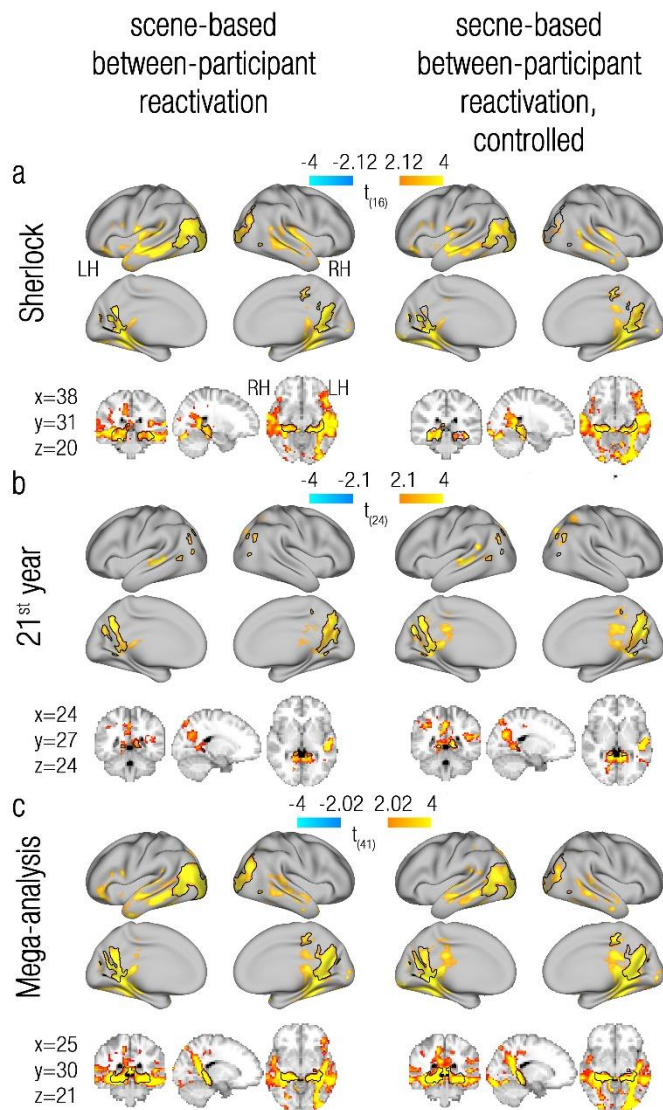 scene-based
between-participant
reactivation
secne-based
between-participant
reactivation,
controlled
a
-4 -2.12 2.12 4
t(16)
Sherlock
LH
RH
RH LH
x=38
y=31
z=20
b
-4 -2.1 2.1 4
t(24)
21st year
x=24
y=27
z=24
c
-4 -2.02 2.02 4
t(41)
Mega-analysis
x=25
y=30
z=21